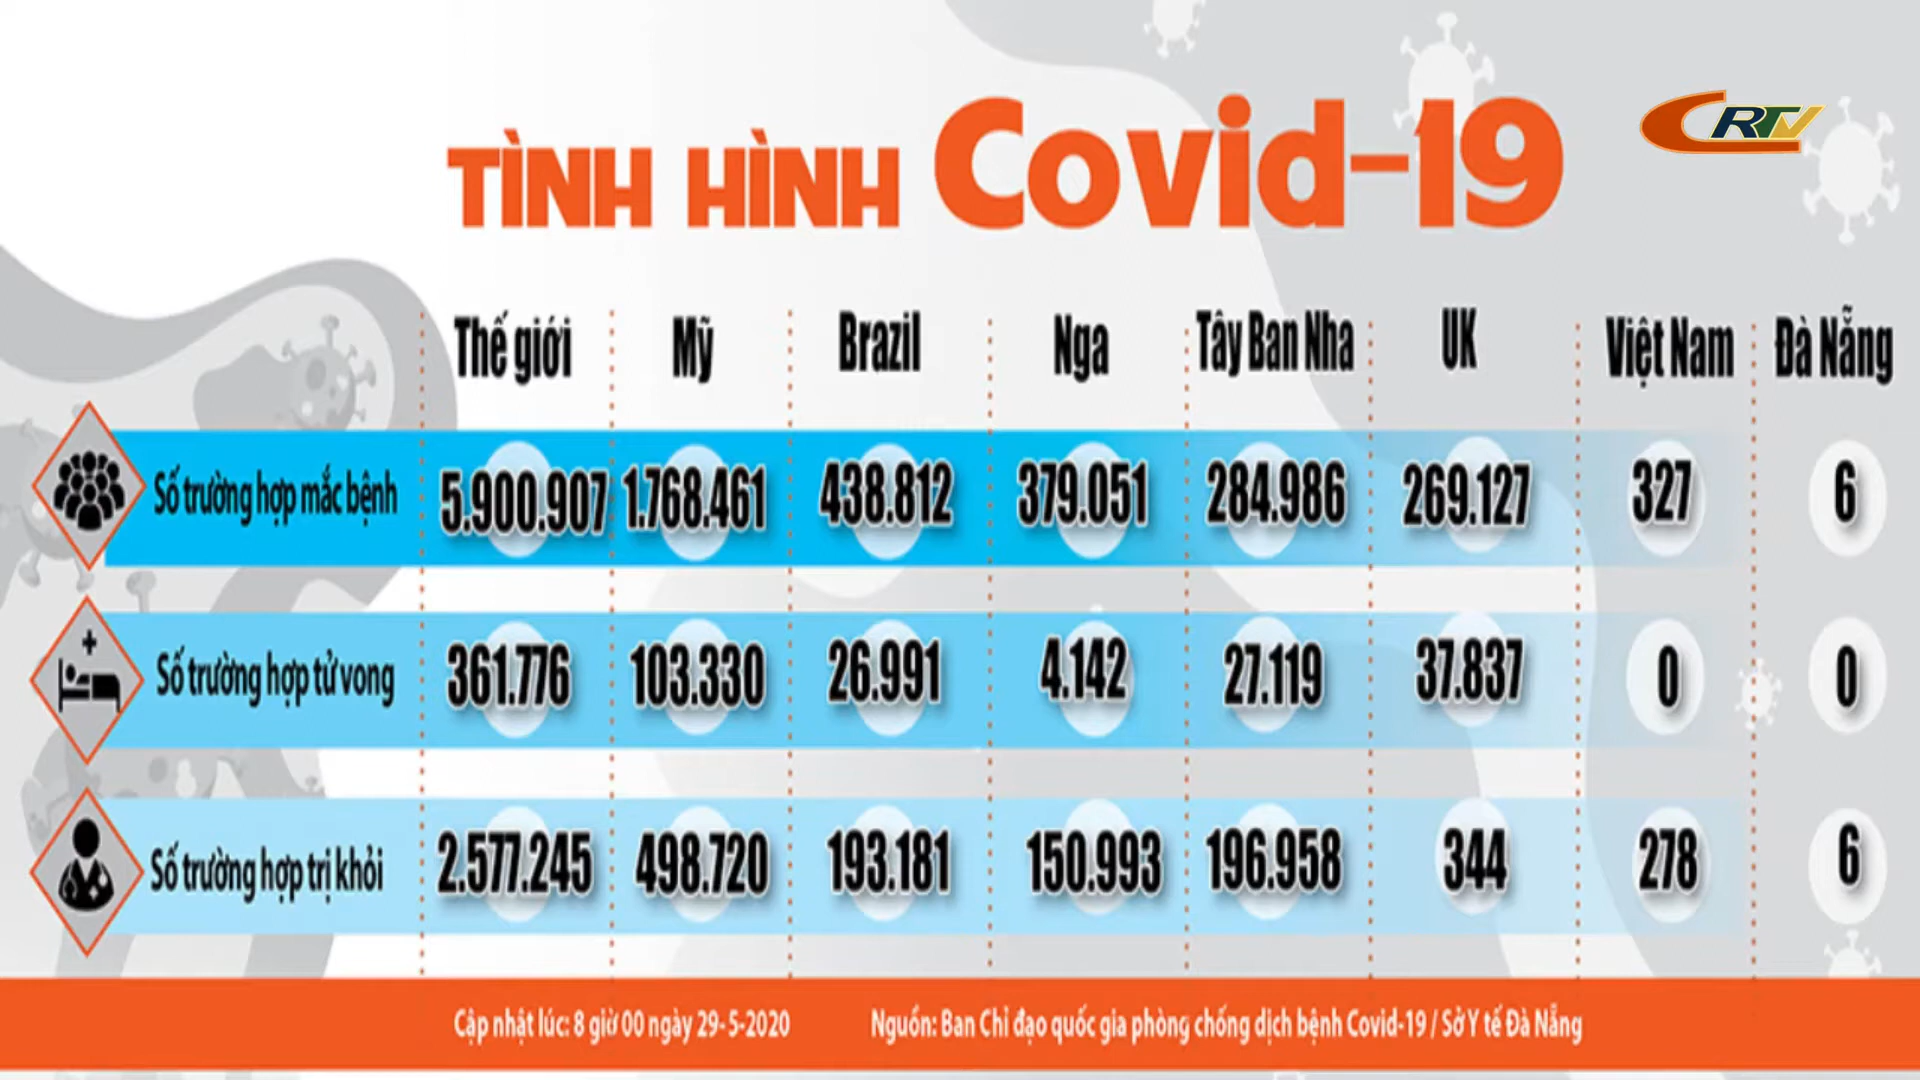 TÌNH HÌNH Covid-19
CRTV
Thế giới Mỹ Brazil Nga Tây Ban Nha UK Việt Nam Đà Nẵng
Số trường hợp mắc bệnh 5.900.907 1.768.461 438.812 379.051 284.986 269.127 327 6
Số trường hợp tử vong 361.776 103.330 26.991 4.142 27.119 37.837 0 0
Số trường hợp trị khỏi 2.577.245 498.720 193.181 150.993 196.958 344 278 6
Cập nhật lúc: 8 giờ 00 ngày 29-5-2020 Nguồn: Ban Chỉ đạo quốc gia phòng chống dịch bệnh Covid-19 / Sở Y tế Đà Nẵng